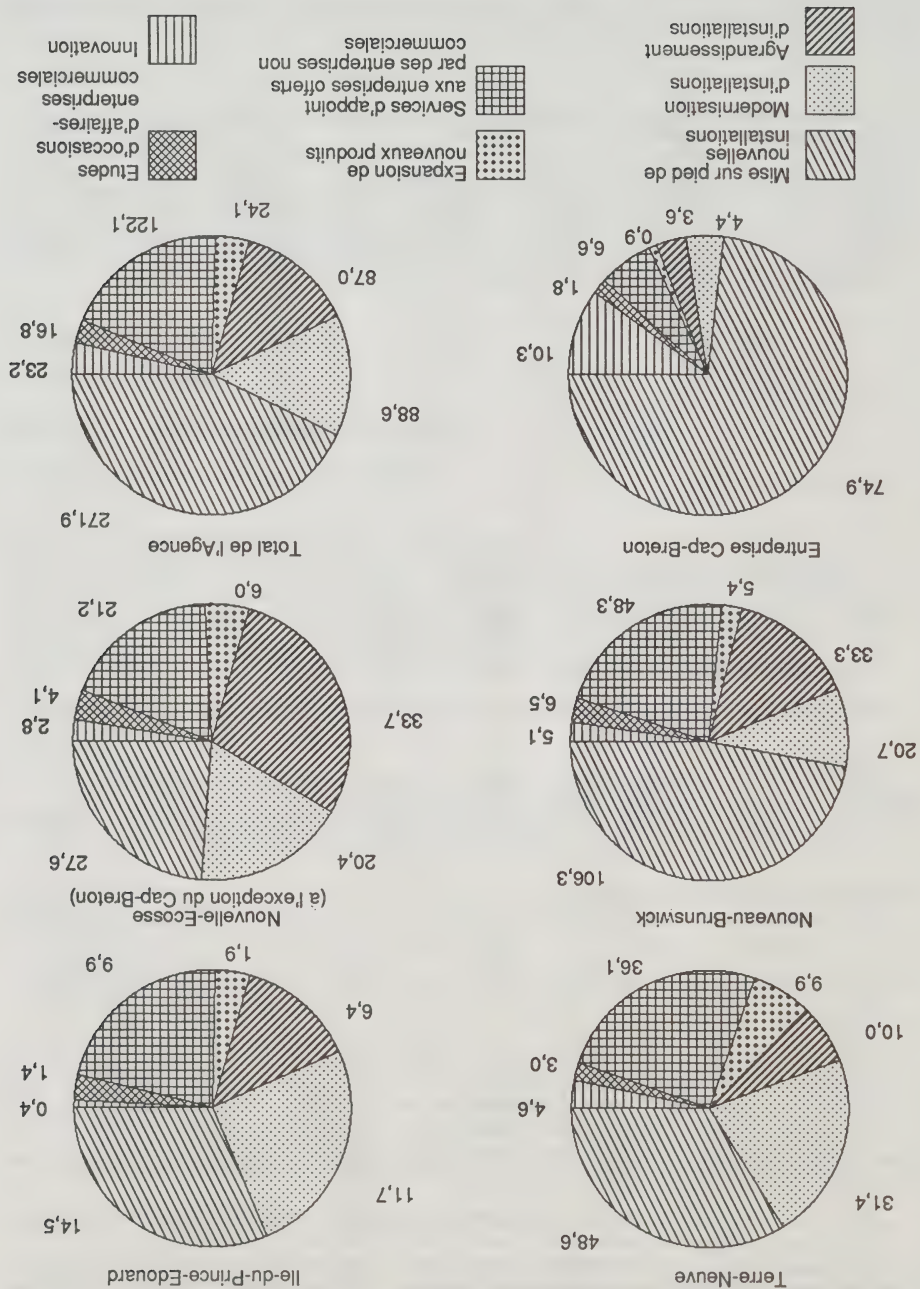 Terre-Neuve
48,6
31,4
10,0
9,9
36,1
3,0
4,6
Ile-du-Prince-Edouard
14,5
11,7
6,4
1,9
9,9
1,4
0,4
Nouveau-Brunswick
106,3
20,7
33,3
5,4
48,3
6,5
5,1
Nouvelle-Ecosse
(à l'exception du Cap-Breton)
27,6
20,4
33,7
6,0
21,2
4,1
2,8
Entreprise Cap-Breton
74,9
4,4
3,6
0,9
6,6
1,8
10,3
Total de l'Agence
271,9
88,6
87,0
24,1
122,1
16,8
23,2
Mise sur pied de
nouvelles
installations
Modernisation
d'installations
Agrandissement
d'installations
Expansion de
nouveaux produits
Services d'appoint
aux entreprises offerts
par des entreprises non
commerciales
Etudes
d'occasions
d'affaires-
enterprises
commerciales
Innovation